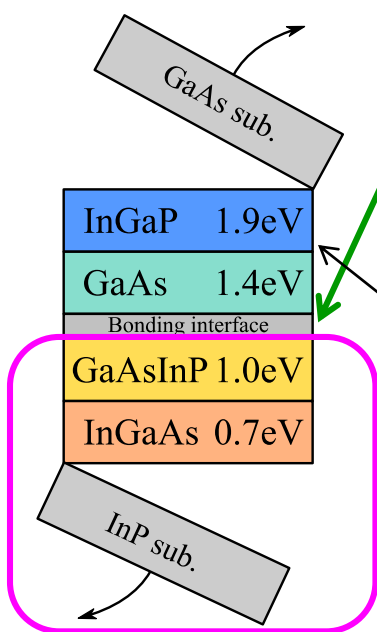 GaAs sub.
InGaP 1.9eV
GaAs 1.4eV
Bonding interface
GaAsInP 1.0eV
InGaAs 0.7eV
InP sub.